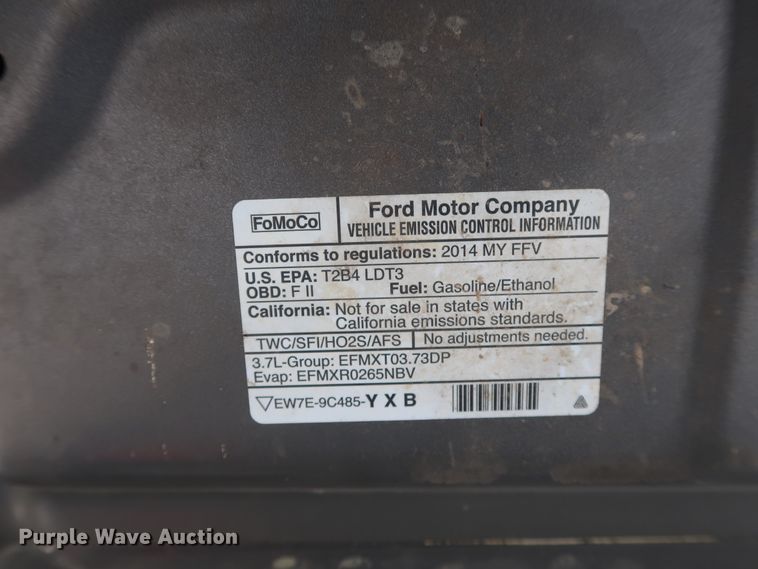 FoMoCo
Ford Motor Company
VEHICLE EMISSION CONTROL INFORMATION
Conforms to regulations: 2014 MY FFV
U.S. EPA: T2B4 LDT3
OBD: F II Fuel: Gasoline/Ethanol
California: Not for sale in states with
California emissions standards.
TWC/SFI/HO2S/AFS No adjustments needed.
3.7L-Group: EFMXT03.73DP
Evap: EFMXR0265NBV
EW7E-9C485-Y X B
Purple Wave Auction
PurpleWave.com